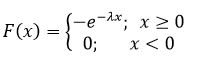 F(x) = { −e^{−λx};  x ≥ 0
0;  x < 0